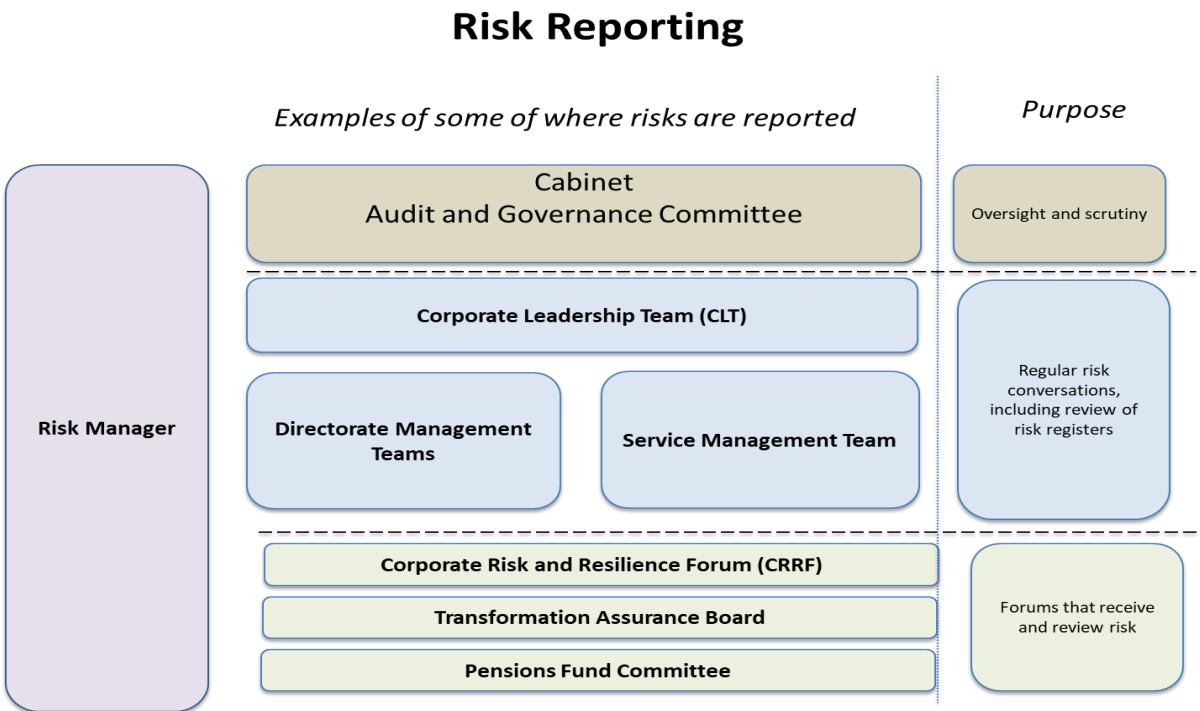 Risk Reporting
Examples of some of where risks are reported
Purpose
Cabinet
Audit and Governance Committee
Oversight and scrutiny
Corporate Leadership Team (CLT)
Risk Manager
Directorate Management
Teams
Service Management Team
Regular risk
conversations,
including review of
risk registers
Corporate Risk and Resilience Forum (CRRF)
Transformation Assurance Board
Pensions Fund Committee
Forums that receive
and review risk